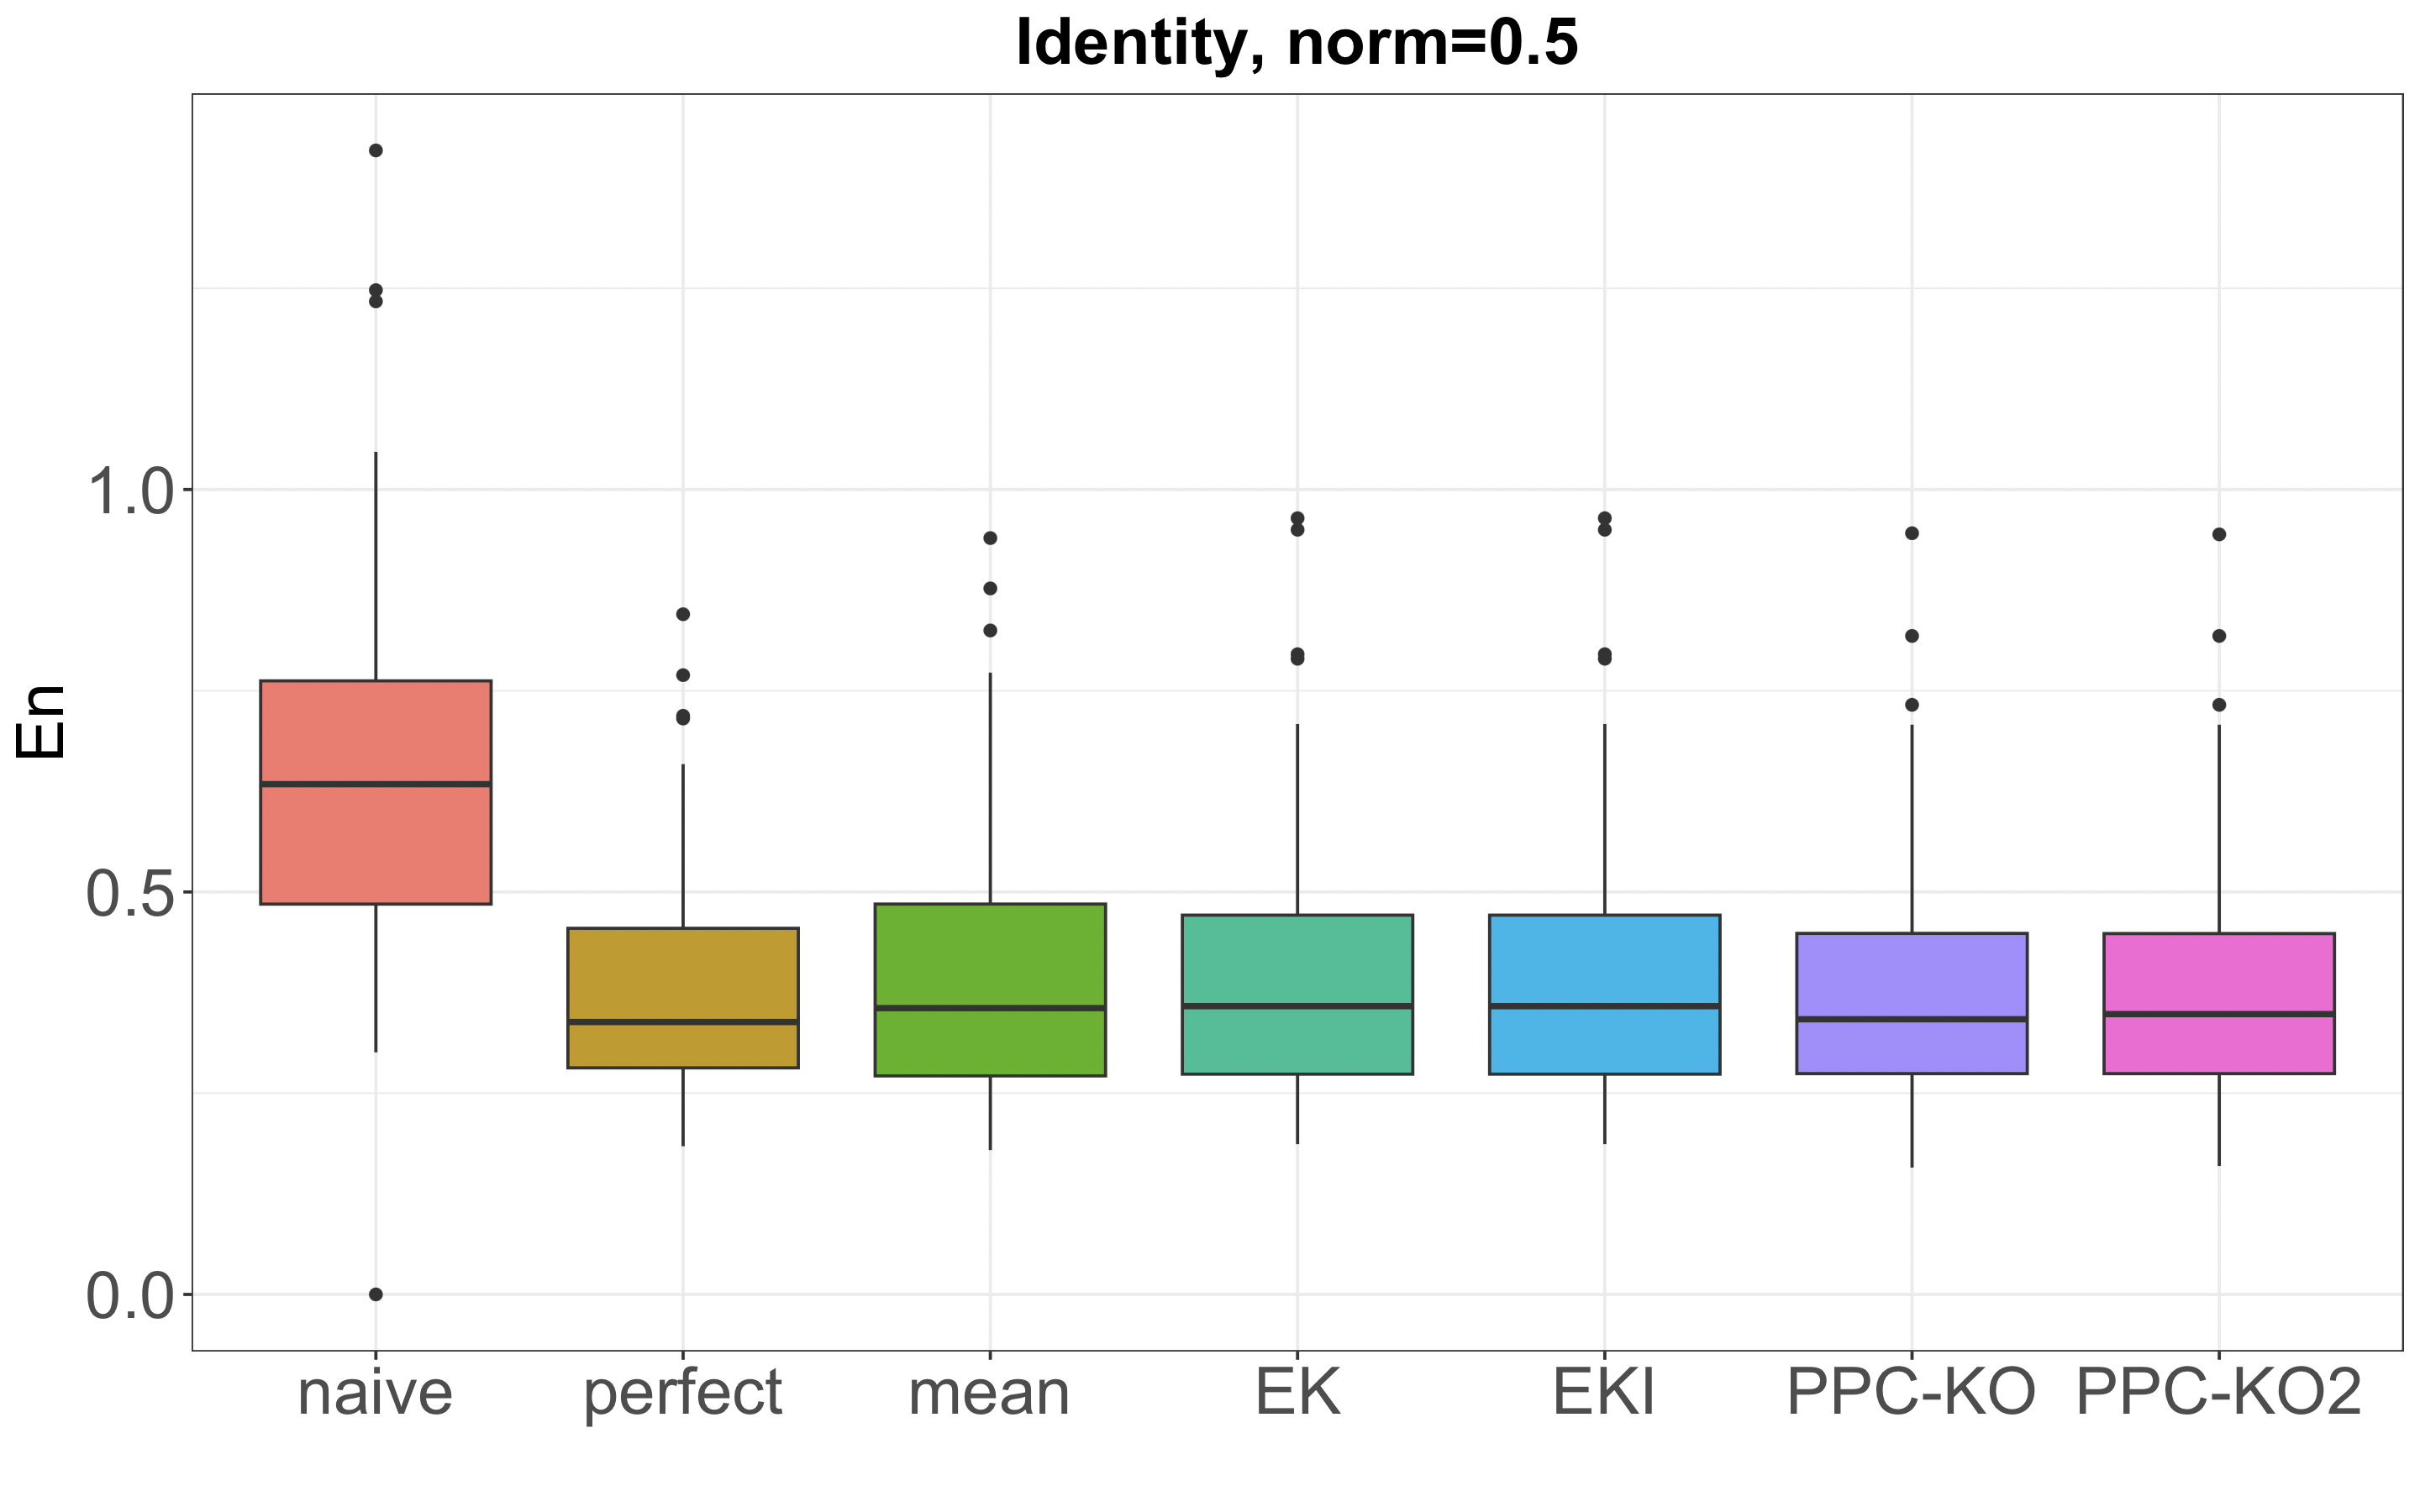 Identity, norm=0.5
En
1.0
0.5
0.0
naive perfect mean EK EKI PPC-KO PPC-KO2